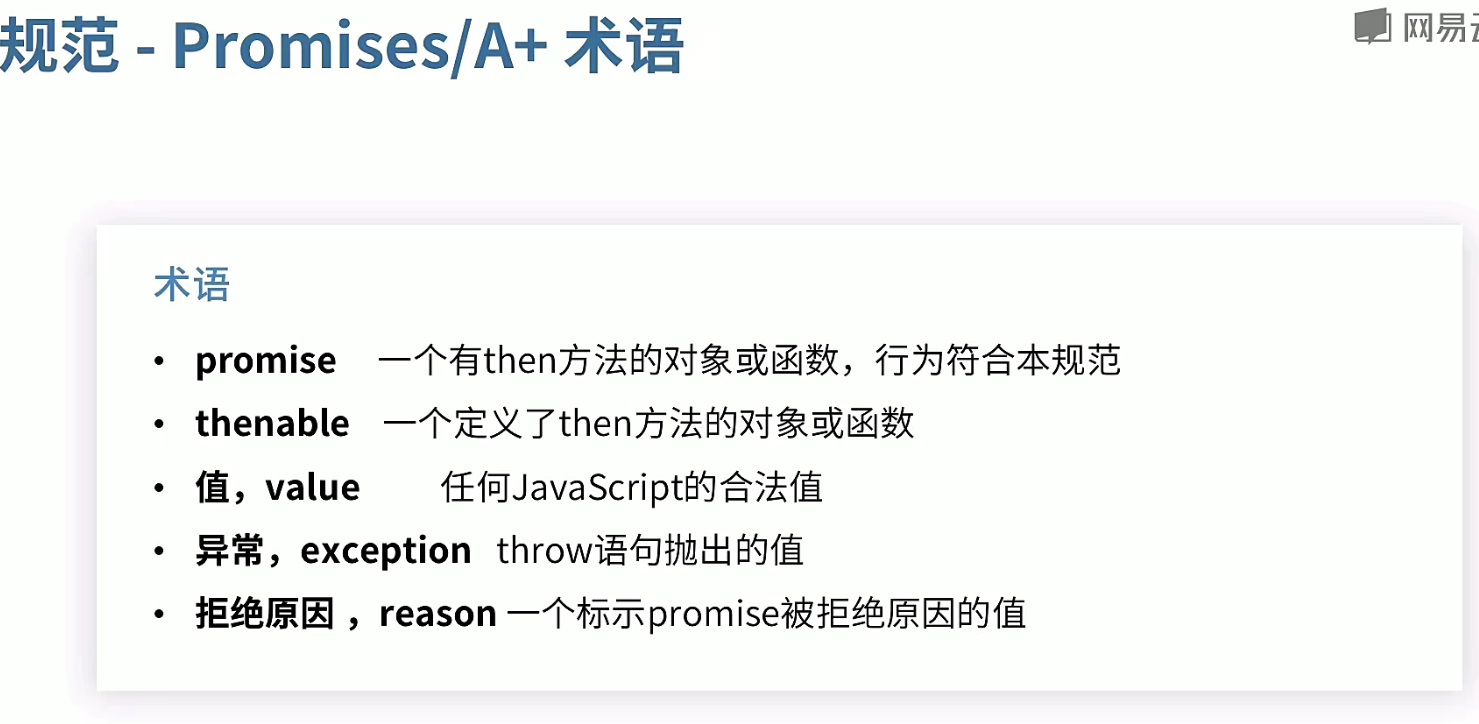 规范 - Promises/A+ 术语
网易云
术语
• promise 一个有then方法的对象或函数，行为符合本规范
• thenable 一个定义了then方法的对象或函数
• 值，value 任何JavaScript的合法值
• 异常，exception throw语句抛出的值
• 拒绝原因 ，reason 一个标示promise被拒绝原因的值